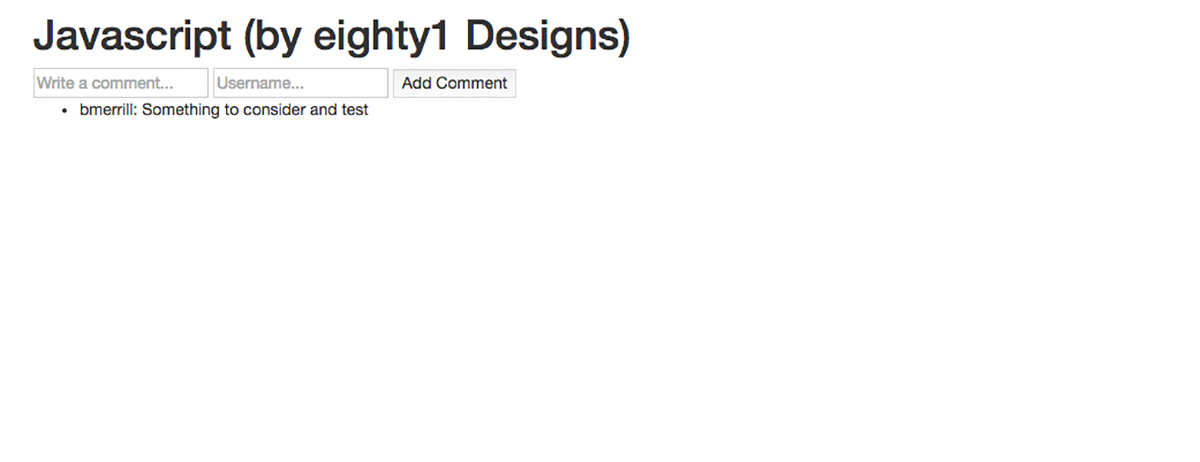 Javascript (by eighty1 Designs)
Write a comment... Username... Add Comment
• bmerrill: Something to consider and test